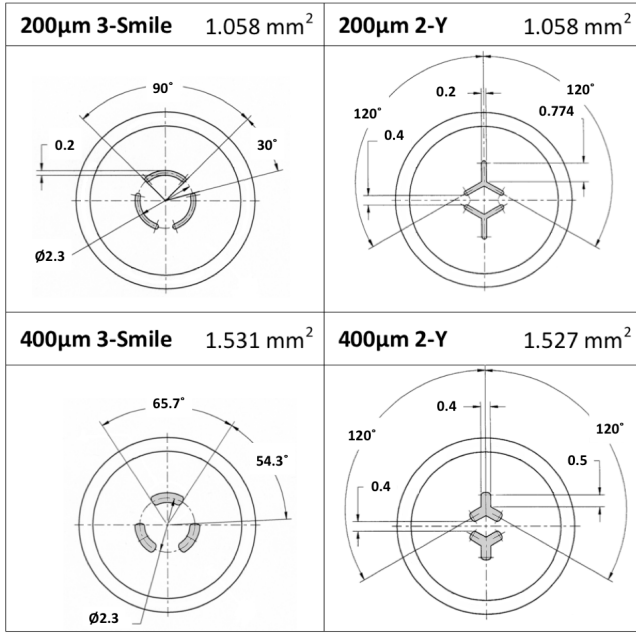 200µm 3-Smile 1.058 mm²
90˚
0.2
30˚
Ø2.3
200µm 2-Y 1.058 mm²
0.2
120˚
120˚
0.774
0.4
400µm 3-Smile 1.531 mm²
65.7˚
54.3˚
Ø2.3
400µm 2-Y 1.527 mm²
0.4
120˚
120˚
0.5
0.4